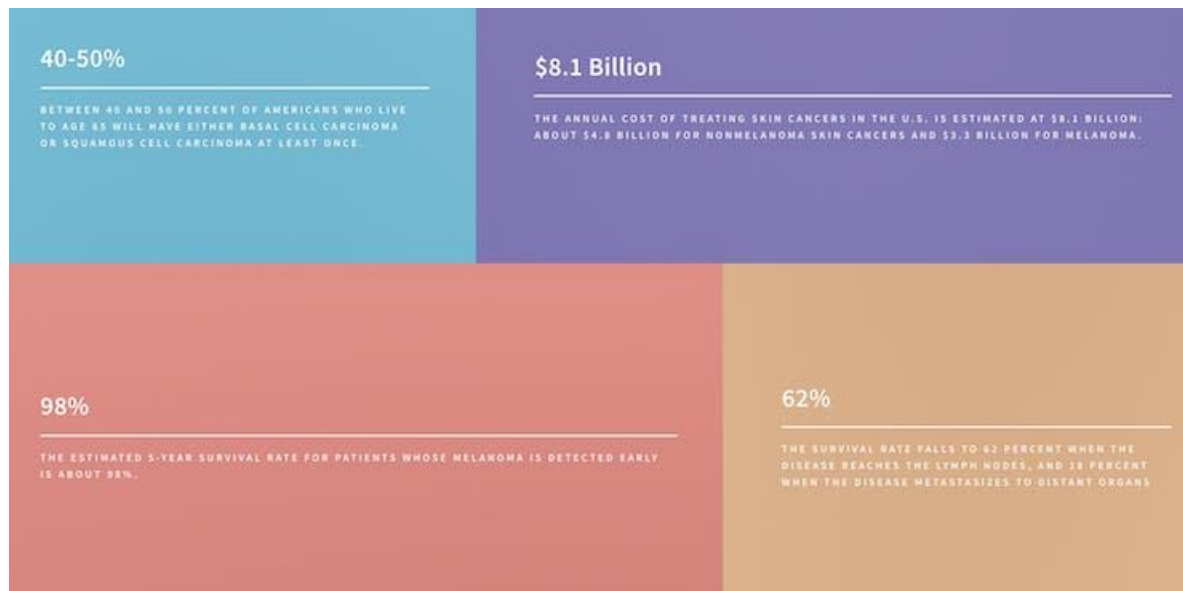 40-50%
BETWEEN 40 AND 50 PERCENT OF AMERICANS WHO LIVE
TO AGE 65 WILL HAVE EITHER BASAL CELL CARCINOMA
OR SQUAMOUS CELL CARCINOMA AT LEAST ONCE.
$8.1 Billion
THE ANNUAL COST OF TREATING SKIN CANCERS IN THE U.S. IS ESTIMATED AT $8.1 BILLION:
ABOUT $4.8 BILLION FOR NONMELANOMA SKIN CANCERS AND $3.3 BILLION FOR MELANOMA.
98%
THE ESTIMATED 5-YEAR SURVIVAL RATE FOR PATIENTS WHOSE MELANOMA IS DETECTED EARLY
IS ABOUT 98%.
62%
THE SURVIVAL RATE FALLS TO 62 PERCENT WHEN THE
DISEASE REACHES THE LYMPH NODES, AND 18 PERCENT
WHEN THE DISEASE METASTASIZES TO DISTANT ORGANS